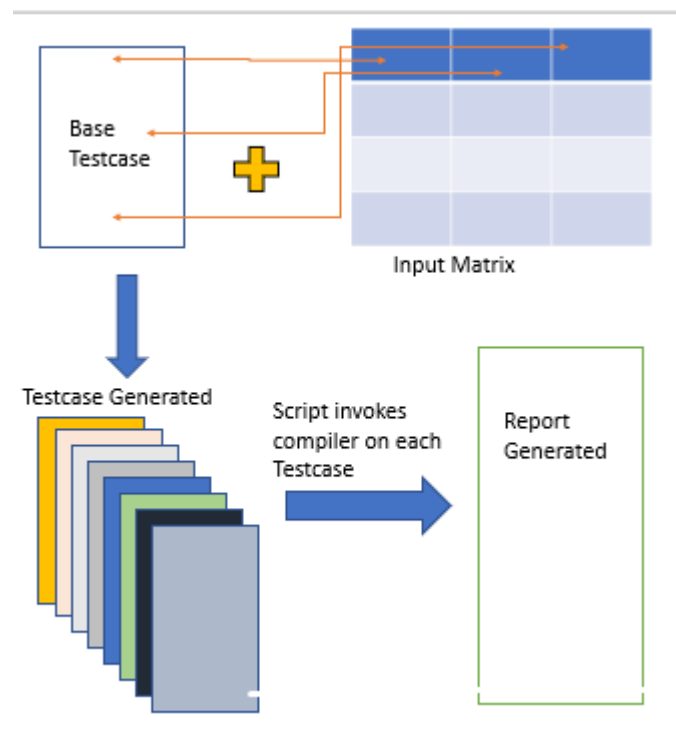 Base
Testcase
Input Matrix
Testcase Generated
Script invokes
compiler on each
Testcase
Report
Generated